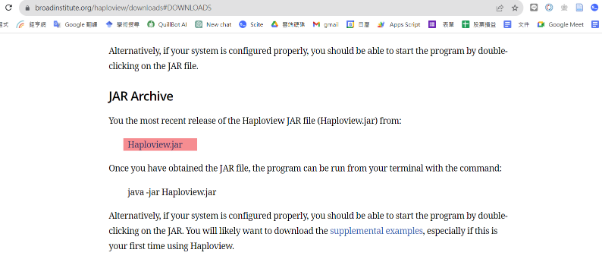 broadinstitute.org/haploview/downloads#DOWNLOADS
Google 翻譯 QuillBot AI New chat Scite gmail Apps Script 表單 文件 Google Meet
Alternatively, if your system is configured properly, you should be able to start the program by double-
clicking on the JAR file.
JAR Archive
You the most recent release of the Haploview JAR file (Haploview.jar) from:
Haploview.jar
Once you have obtained the JAR file, the program can be run from your terminal with the command:
java -jar Haploview.jar
Alternatively, if your system is configured properly, you should be able to start the program by double-
clicking on the JAR. You will likely want to download the supplemental examples, especially if this is
your first time using Haploview.